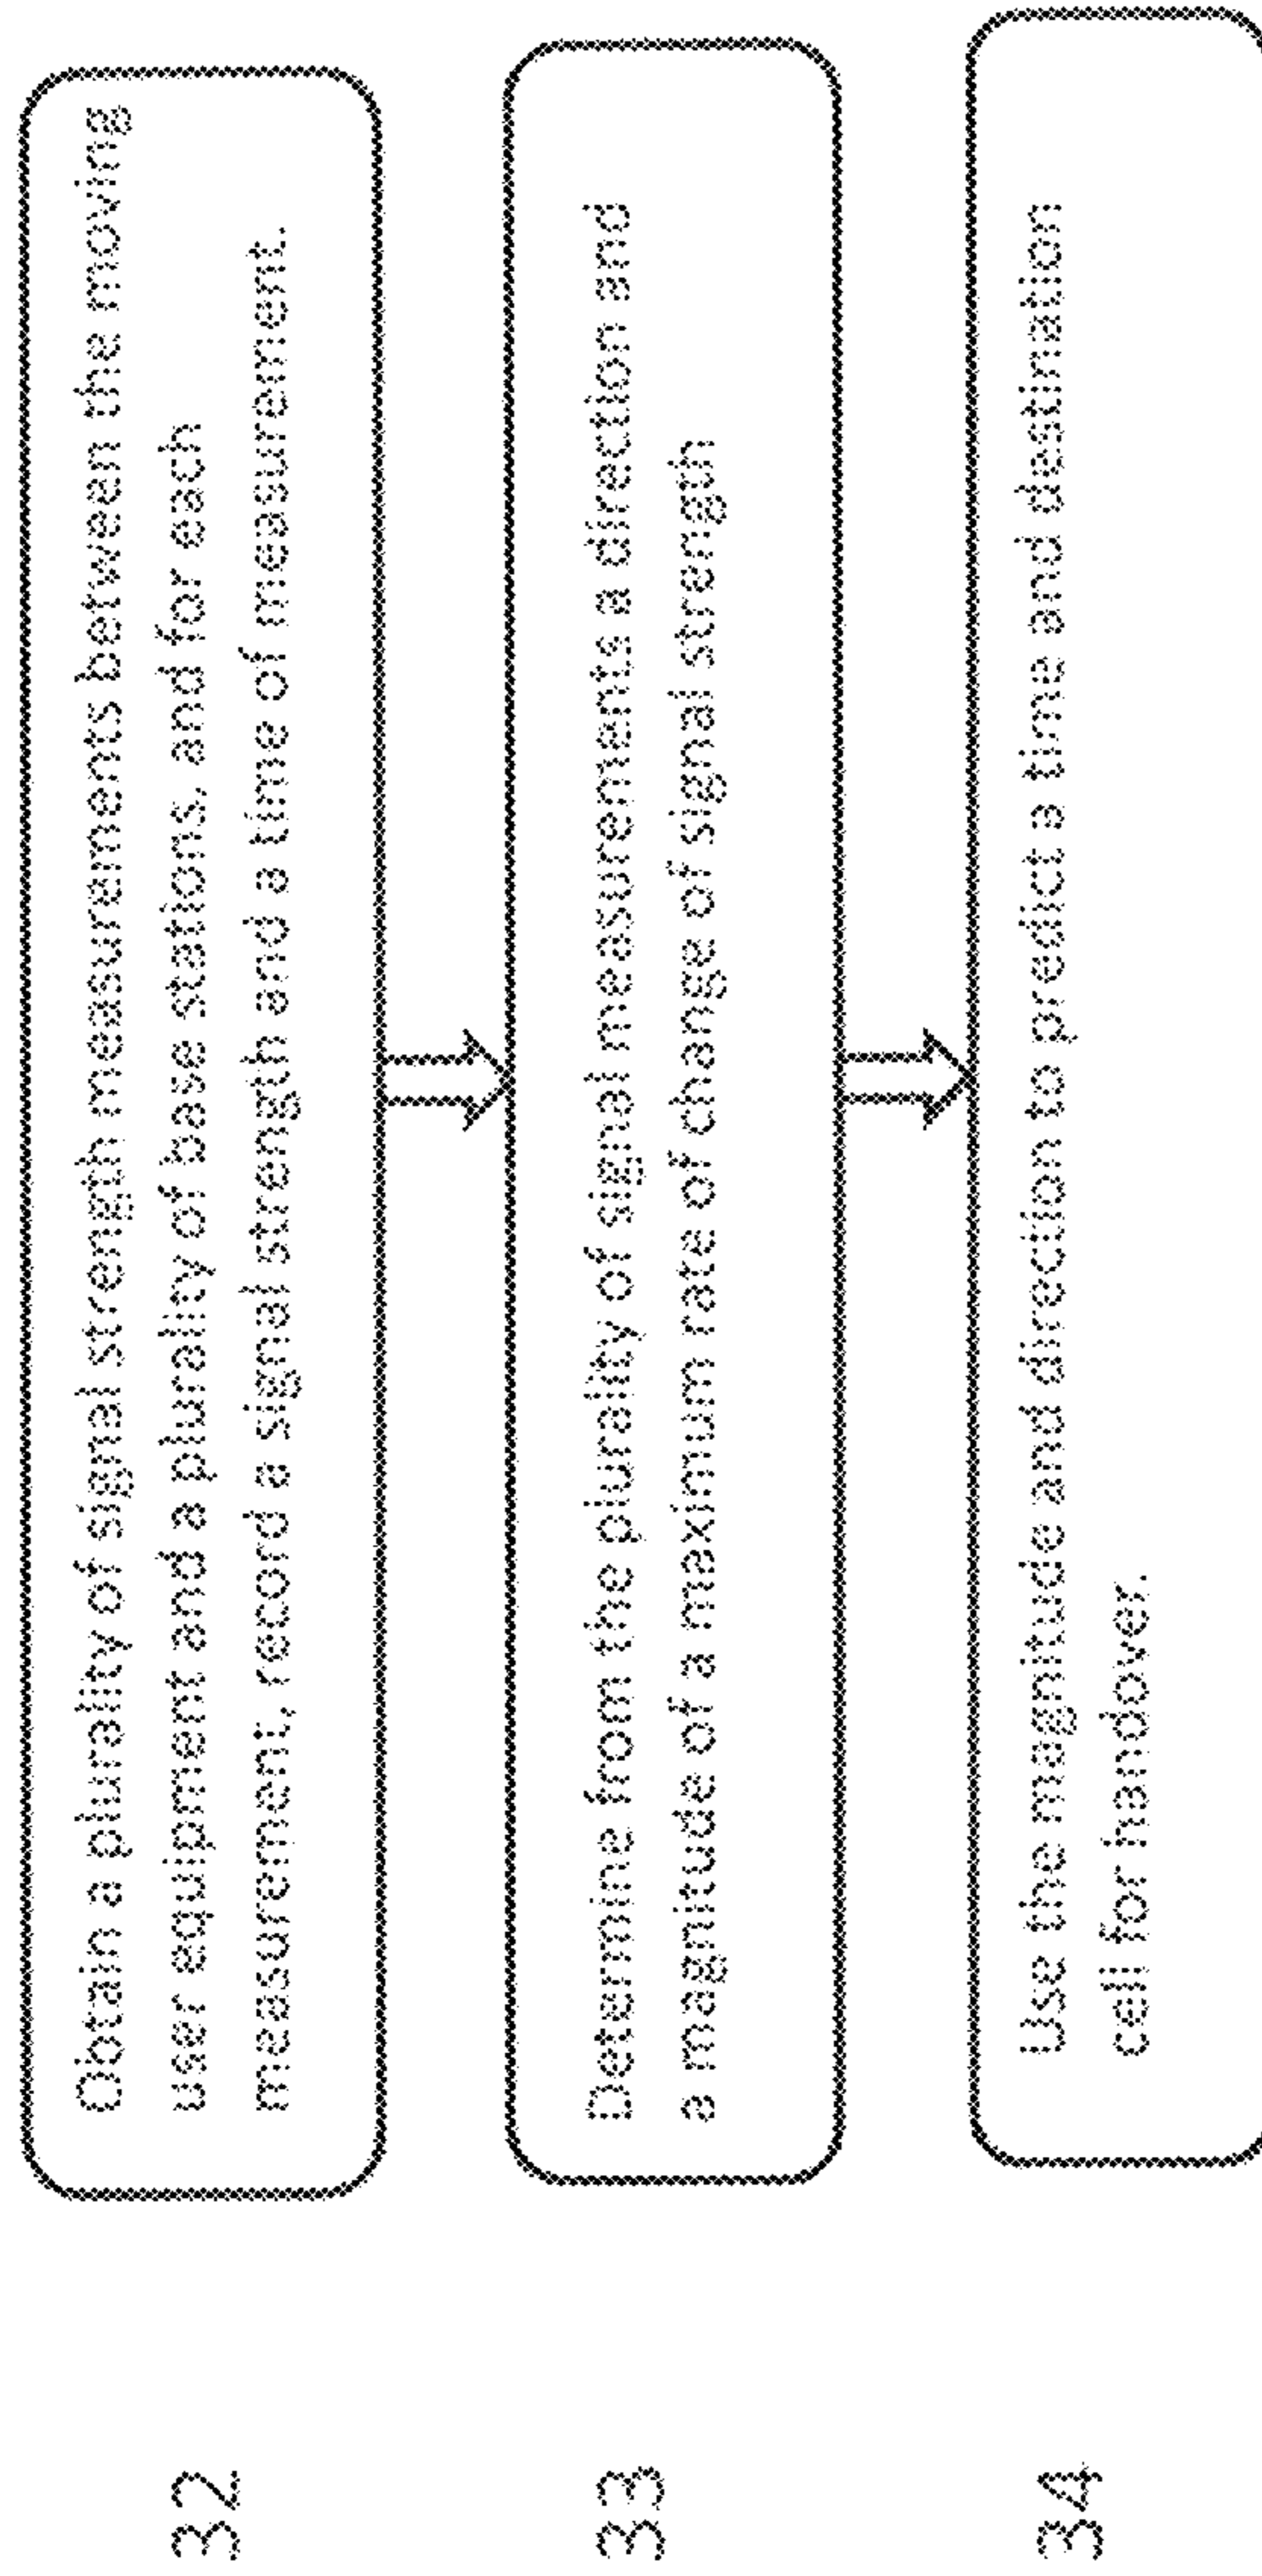 32
Obtain a plurality of signal strength measurements between the moving
user equipment and a plurality of base stations, and for each
measurement, record a signal strength and a time of measurement.
33
Determine from the plurality of signal measurements a direction and
a magnitude of a maximum rate of change of signal strength
34
Use the magnitude and direction to predict a time and destination
cell for handover.